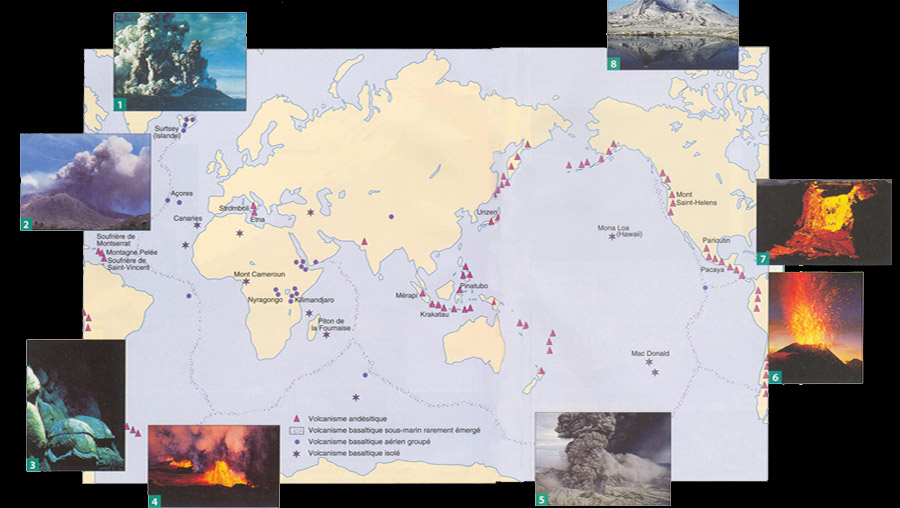 1
8
Surtsey
(Islande)
2
Açores
Stromboli
Etna
Canaries
Unzen
Mont
Saint-Helens
Mona Loa
(Hawaii)
7
Soufrière de
Montserrat
Montagne Pelée
Soufrière de
Saint-Vincent
Paricutin
Pacaya
Mont Cameroun
Nyragongo
Kilimandjaro
Pinatubo
Mérapi
Krakatau
Piton de
la Fournaise
Mac Donald
6
3
Volcanisme andésitique
Volcanisme basaltique sous-marin rarement émergé
Volcanisme basaltique aérien groupé
Volcanisme basaltique isolé
4
5